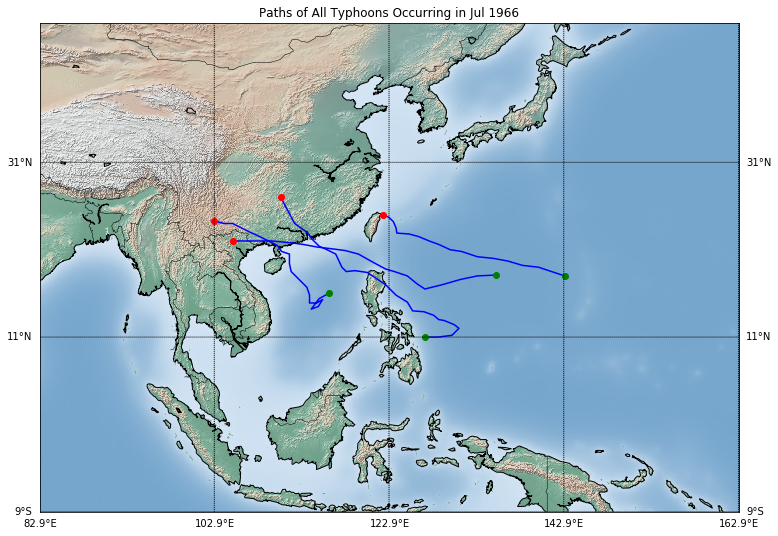 Paths of All Typhoons Occurring in Jul 1966
31°N 31°N
11°N 11°N
9°S 9°S
82.9°E 102.9°E 122.9°E 142.9°E 162.9°E